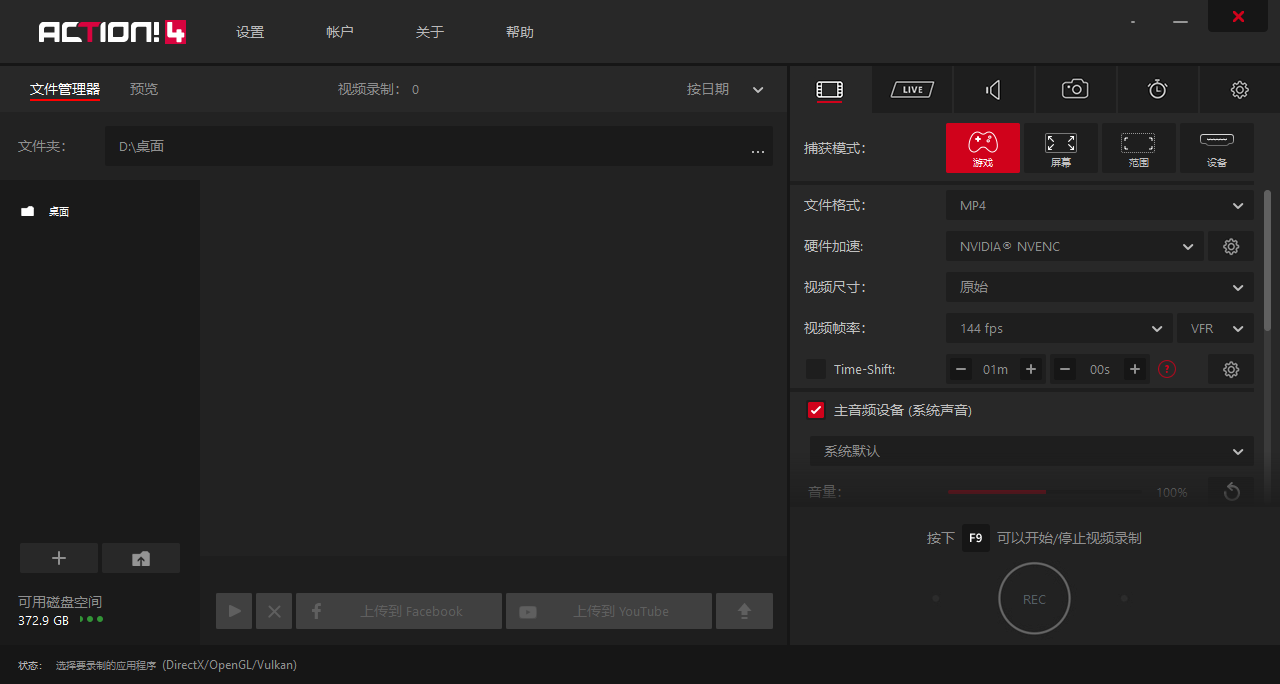 ACTION! 4 设置 帐户 关于 帮助
文件管理器 预览 视频录制: 0 按日期
LIVE
文件夹: D:\桌面 ...
捕获模式:
游戏 屏幕 范围 设备
桌面
文件格式: MP4
硬件加速: NVIDIA® NVENC
视频尺寸: 原始
视频帧率: 144 fps VFR
Time-Shift: 01m 00s ?
主音频设备 (系统声音)
系统默认
音量: 100%
按下 F9 可以开始/停止视频录制
REC
可用磁盘空间
372.9 GB
上传到 Facebook 上传到 YouTube
状态: 选择要录制的应用程序 (DirectX/OpenGL/Vulkan)